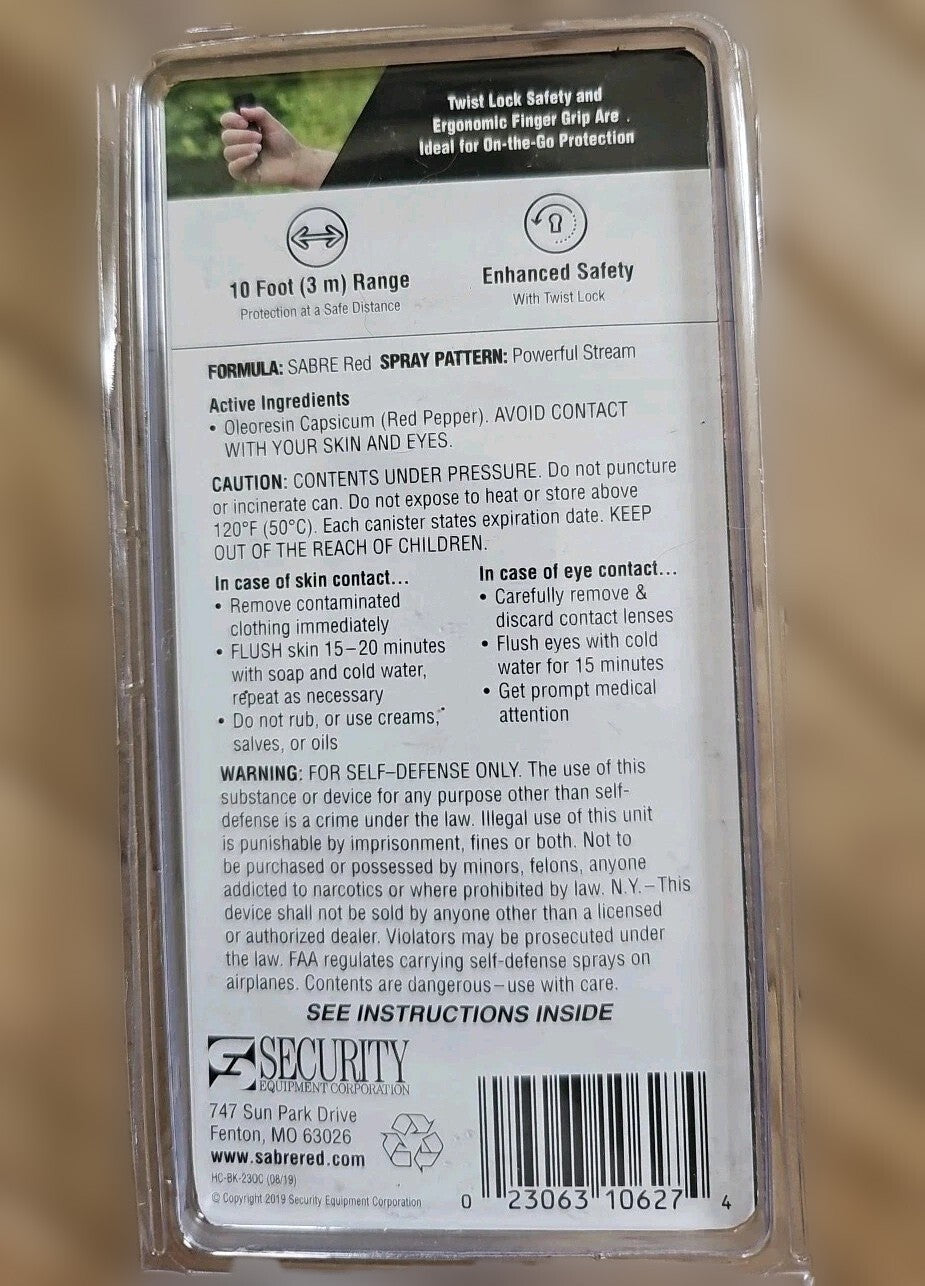 Twist Lock Safety and
Ergonomic Finger Grip Are
Ideal for On-the-Go Protection
10 Foot (3 m) Range
Protection at a Safe Distance
Enhanced Safety
With Twist Lock
FORMULA: SABRE Red SPRAY PATTERN: Powerful Stream
Active Ingredients
• Oleoresin Capsicum (Red Pepper). AVOID CONTACT
WITH YOUR SKIN AND EYES.
CAUTION: CONTENTS UNDER PRESSURE. Do not puncture
or incinerate can. Do not expose to heat or store above
120°F (50°C). Each canister states expiration date. KEEP
OUT OF THE REACH OF CHILDREN.
In case of skin contact...
• Remove contaminated
clothing immediately
• FLUSH skin 15–20 minutes
with soap and cold water,
repeat as necessary
• Do not rub, or use creams,
salves, or oils
In case of eye contact...
• Carefully remove &
discard contact lenses
• Flush eyes with cold
water for 15 minutes
• Get prompt medical
attention
WARNING: FOR SELF–DEFENSE ONLY. The use of this
substance or device for any purpose other than self-
defense is a crime under the law. Illegal use of this unit
is punishable by imprisonment, fines or both. Not to
be purchased or possessed by minors, felons, anyone
addicted to narcotics or where prohibited by law. N.Y.–This
device shall not be sold by anyone other than a licensed
or authorized dealer. Violators may be prosecuted under
the law. FAA regulates carrying self-defense sprays on
airplanes. Contents are dangerous–use with care.
SEE INSTRUCTIONS INSIDE
SECURITY
EQUIPMENT CORPORATION
747 Sun Park Drive
Fenton, MO 63026
www.sabrered.com
HC-BK-230C (08/19)
© Copyright 2019 Security Equipment Corporation
0 23063 10627 4